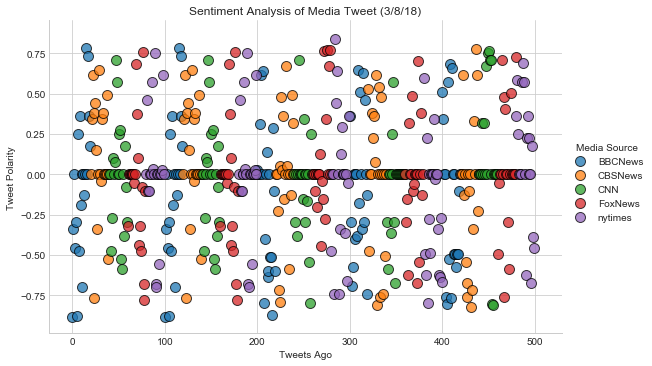 Sentiment Analysis of Media Tweet (3/8/18)
0.75
0.50
0.25
0.00
−0.25
−0.50
−0.75
Tweet Polarity
0
100
200
300
400
500
Tweets Ago
Media Source
BBCNews
CBSNews
CNN
FoxNews
nytimes